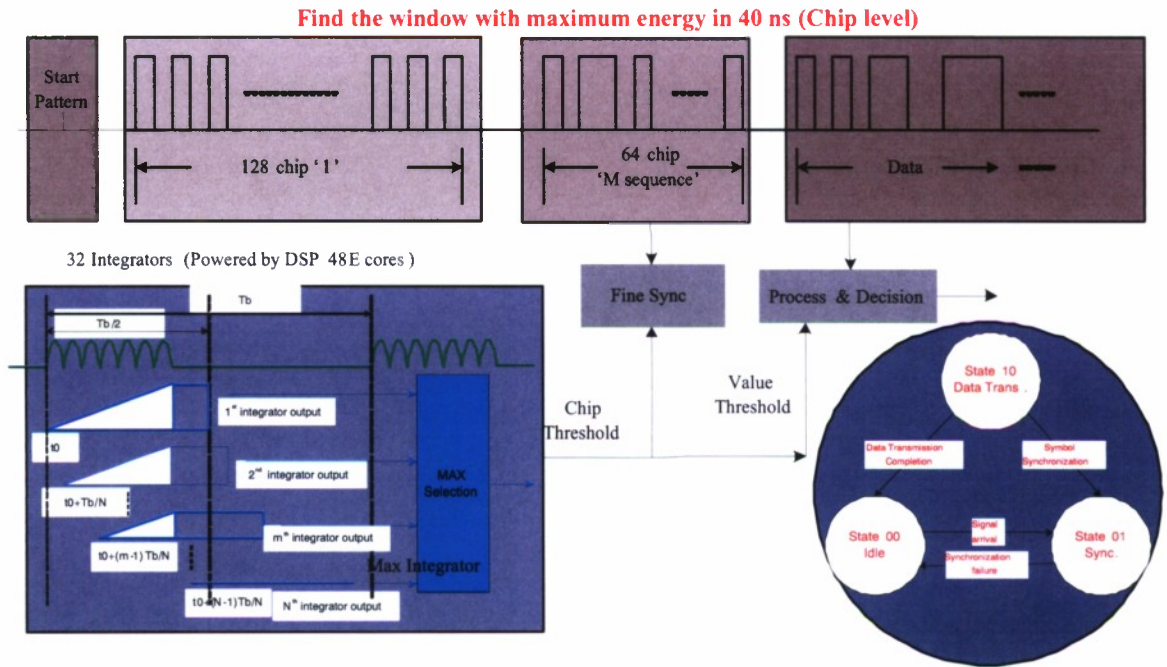 Find the window with maximum energy in 40 ns (Chip level)
Start
Pattern
128 chip ‘ 1’
64 chip
‘M sequence’
Data
32 Integrators (Powered by DSP 48E cores )
Tb
Tb/2
Fine Sync
Process & Decision
1st integrator output
t0
2nd integrator output
t0+Tb/N
mth integrator output
t0+(m-1) Tb/N
Max Integrator
t0+(N-1)Tb/N
Nth integrator output
MAX
Selection
Chip
Threshold
Value
Threshold
State 10
Data Trans .
Data Transmission
Completion
Symbol
Synchronization
State 00
Idle
Signal
arrival
Synchronization
failure
State 01
Sync.